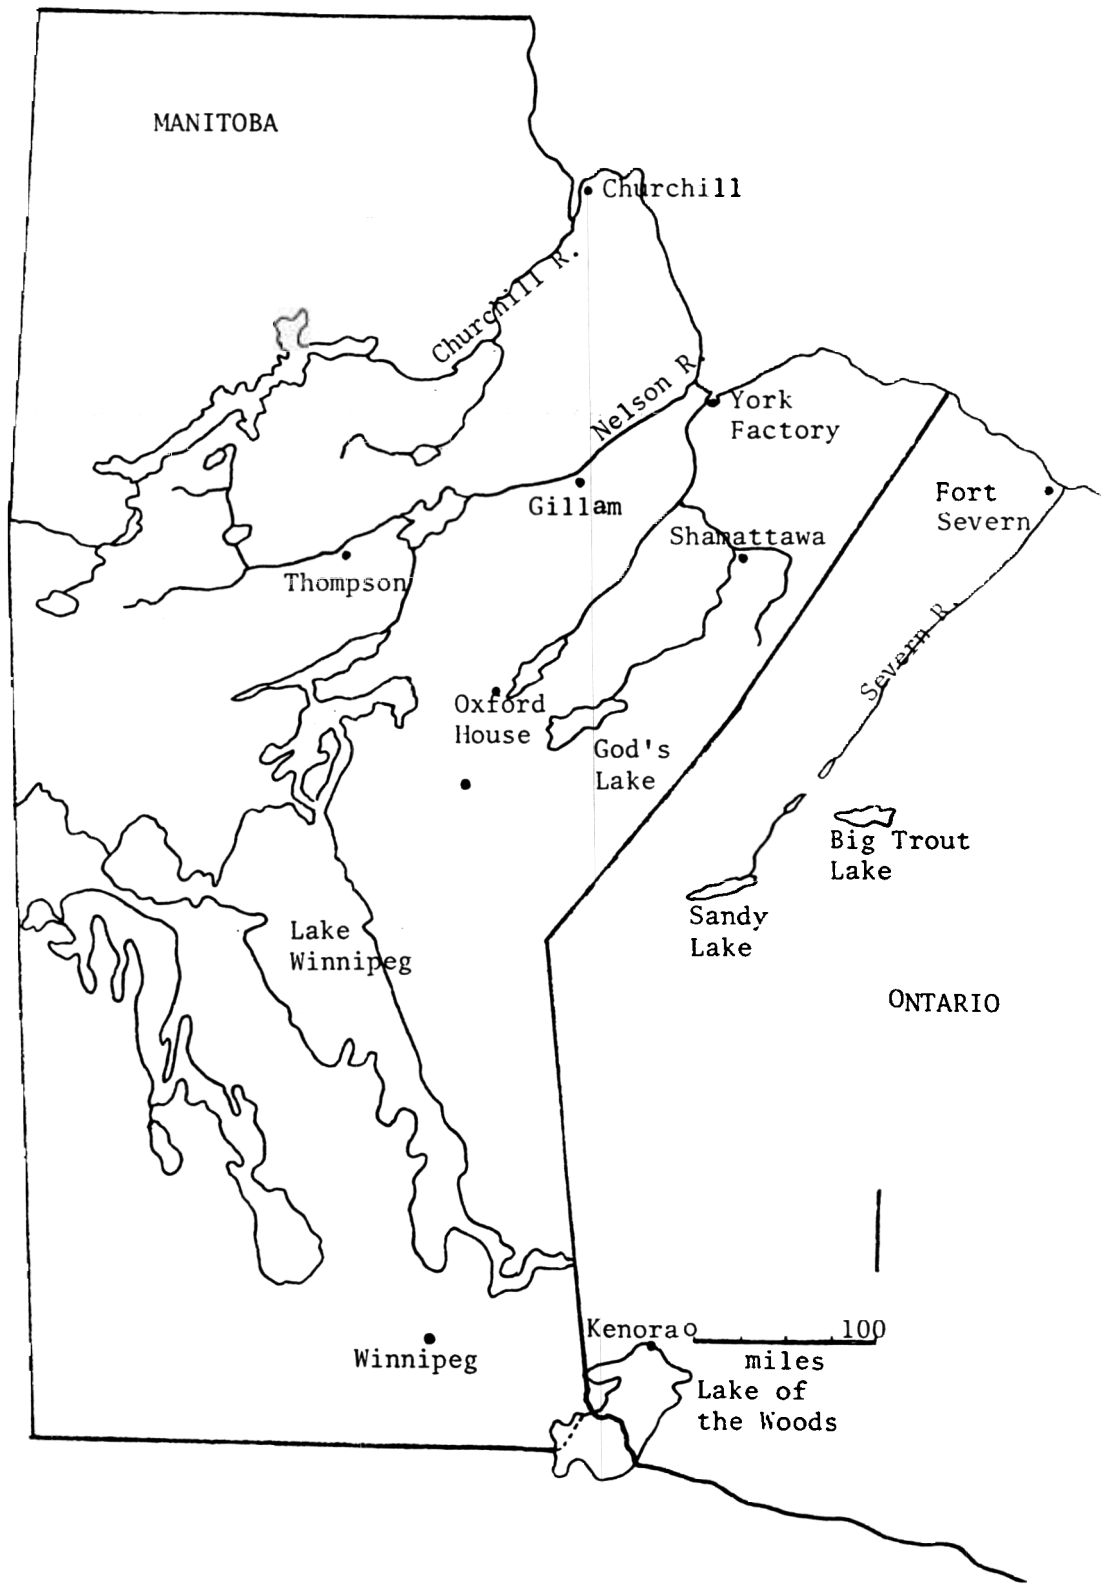 MANITOBA
Churchill
Churchill R.
Nelson R
York
Factory
Gillam
Fort
Severn
Shamattawa
Thompson
Severn R.
Oxford
House
God's
Lake
Big Trout
Lake
Sandy
Lake
Lake
Winnipeg
ONTARIO
Kenora
0 100
miles
Winnipeg
Lake of
the Woods